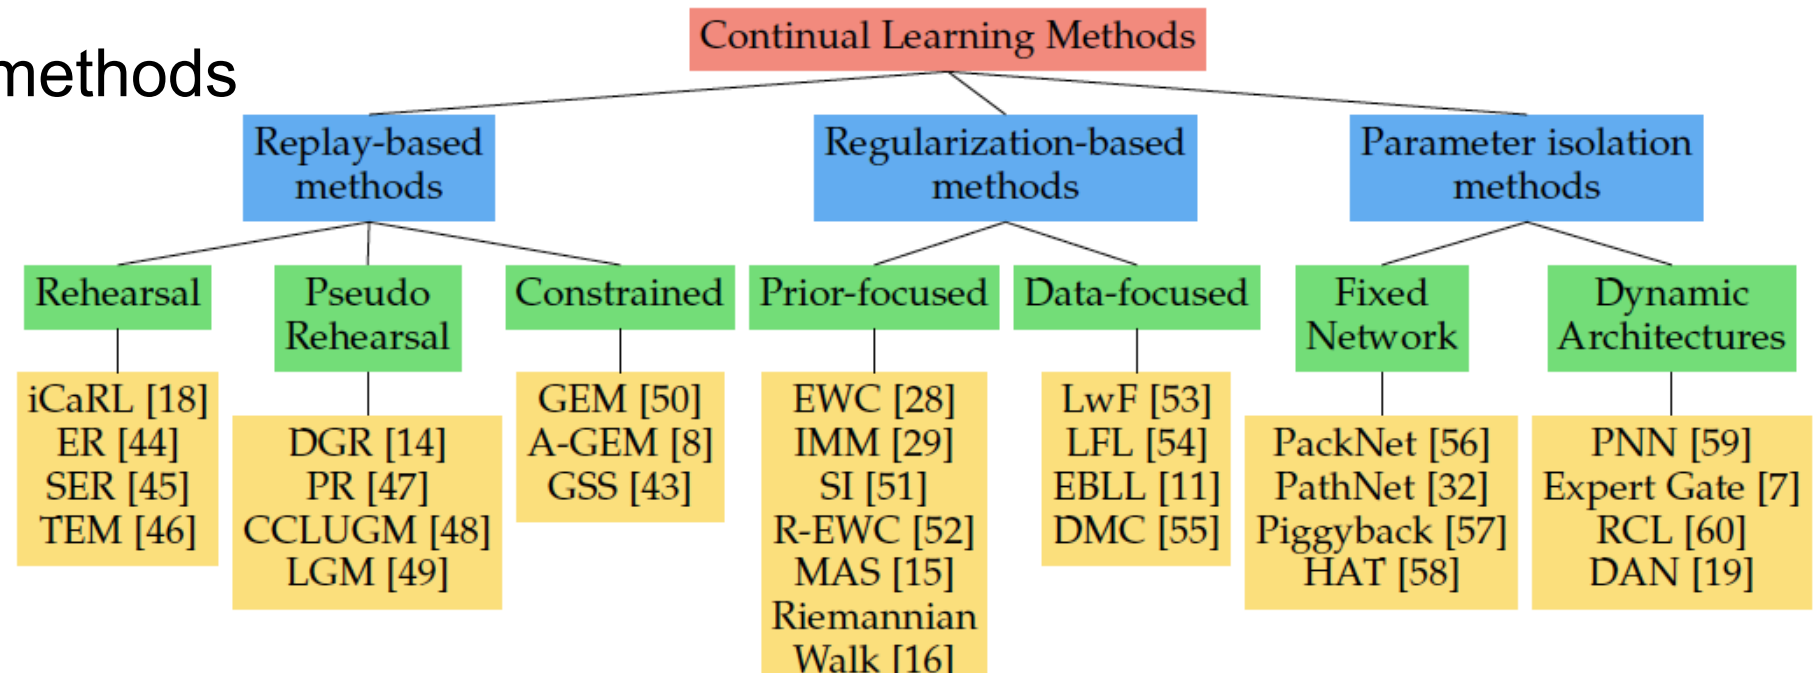 methods
Continual Learning Methods
Replay-based
methods
Regularization-based
methods
Parameter isolation
methods
Rehearsal
Pseudo
Rehearsal
Constrained
Prior-focused
Data-focused
Fixed
Network
Dynamic
Architectures
iCaRL [18]
ER [44]
SER [45]
TEM [46]
DGR [14]
PR [47]
CCLUGM [48]
LGM [49]
GEM [50]
A-GEM [8]
GSS [43]
EWC [28]
IMM [29]
SI [51]
R-EWC [52]
MAS [15]
Riemannian
Walk [16]
LwF [53]
LFL [54]
EBLL [11]
DMC [55]
PackNet [56]
PathNet [32]
Piggyback [57]
HAT [58]
PNN [59]
Expert Gate [7]
RCL [60]
DAN [19]